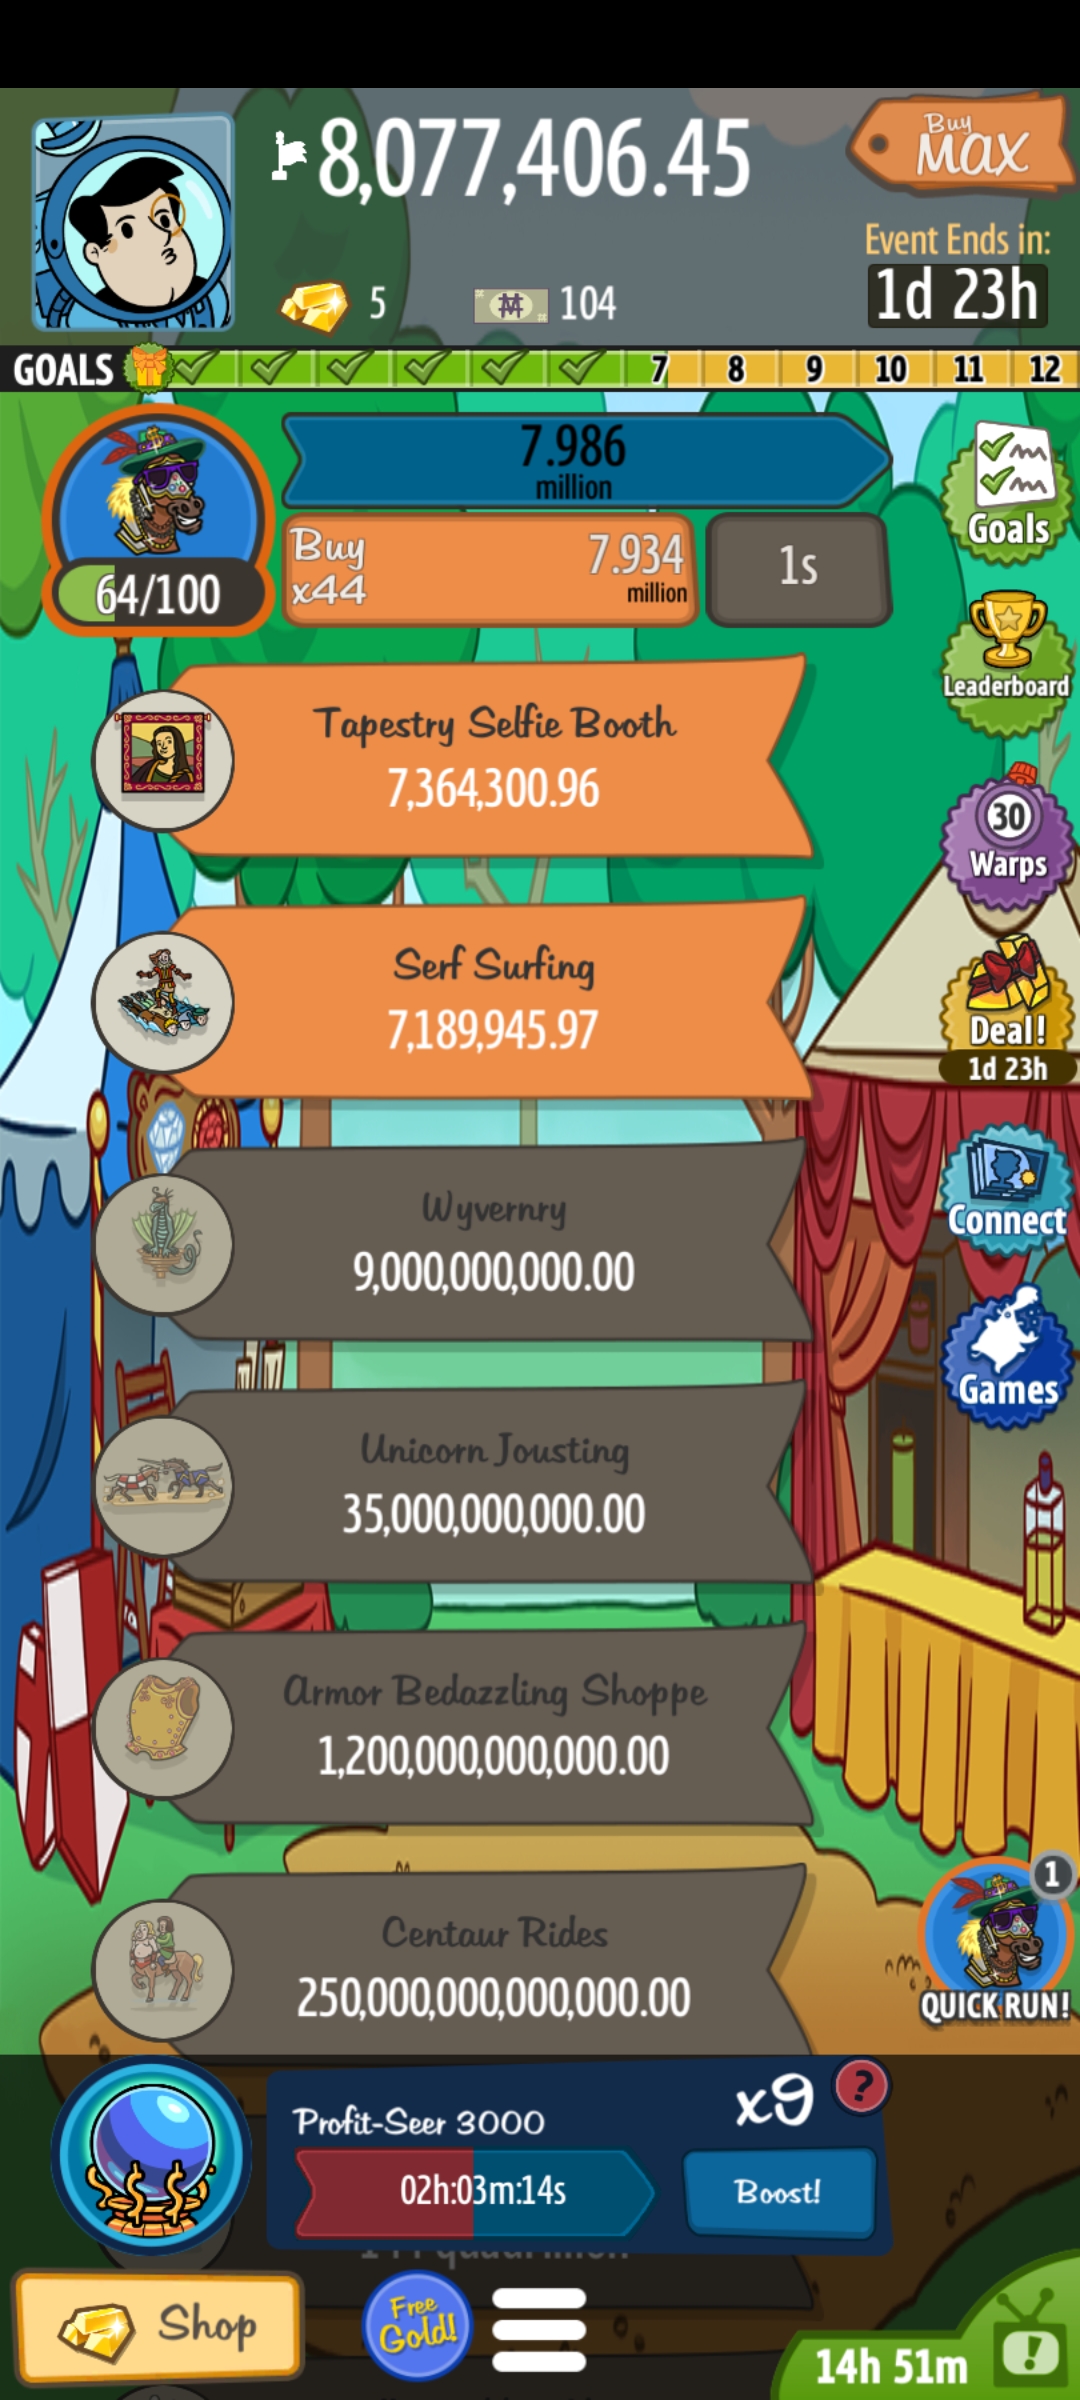 8,077,406.45
Buy
MAX
Event Ends in:
5
104
1d 23h
GOALS
7
8
9
10
11
12
7.986
million
Buy
x44
7.934
million
1s
64/100
Goals
Tapestry Selfie Booth
7,364,300.96
Leaderboard
30
Warps
Serf Surfing
7,189,945.97
Deal!
1d 23h
Wyvernry
9,000,000,000.00
Connect
Unicorn Jousting
35,000,000,000.00
Games
Armor Bedazzling Shoppe
1,200,000,000,000.00
Centaur Rides
250,000,000,000,000.00
1
QUICK RUN!
Profit-Seer 3000
x9
?
02h:03m:14s
Boost!
Shop
Free
Gold!
14h 51m
!